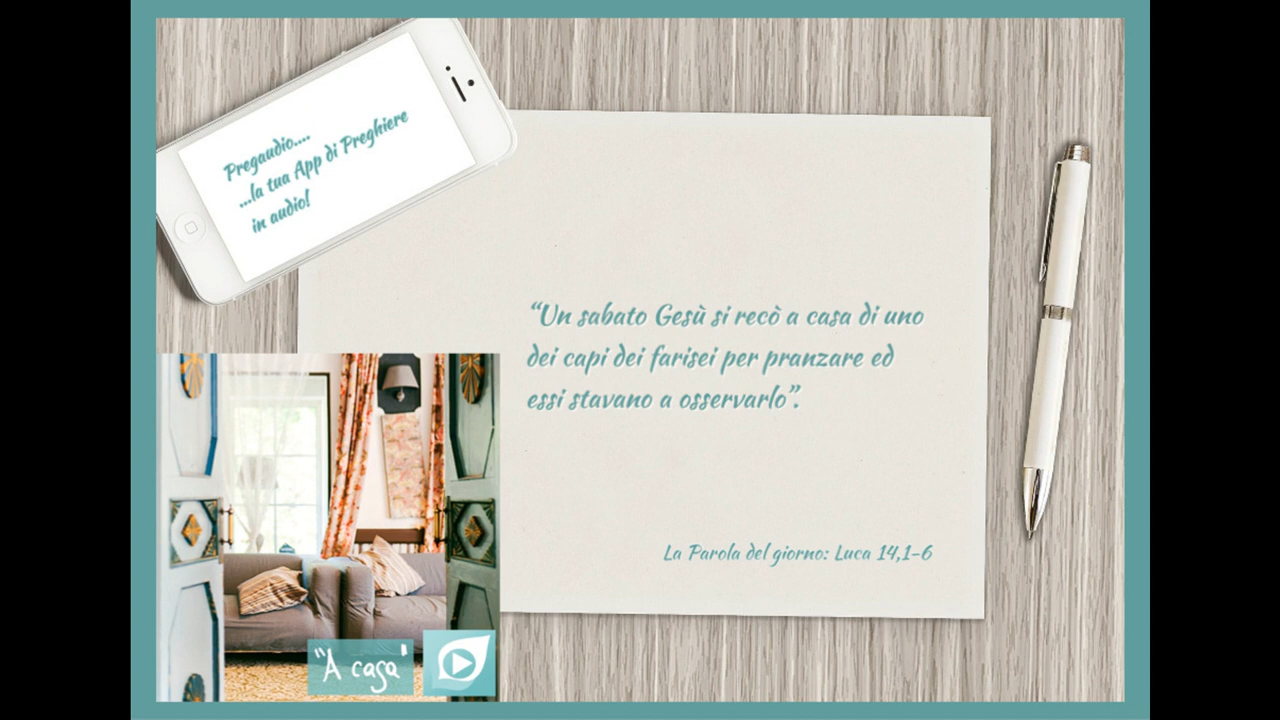 Pregaudio....
...la tua App di Preghiere
in audio!
“Un sabato Gesù si recò a casa di uno
dei capi dei farisei per pranzare ed
essi stavano a osservarlo”.
La Parola del giorno: Luca 14,1-6
"A casa"